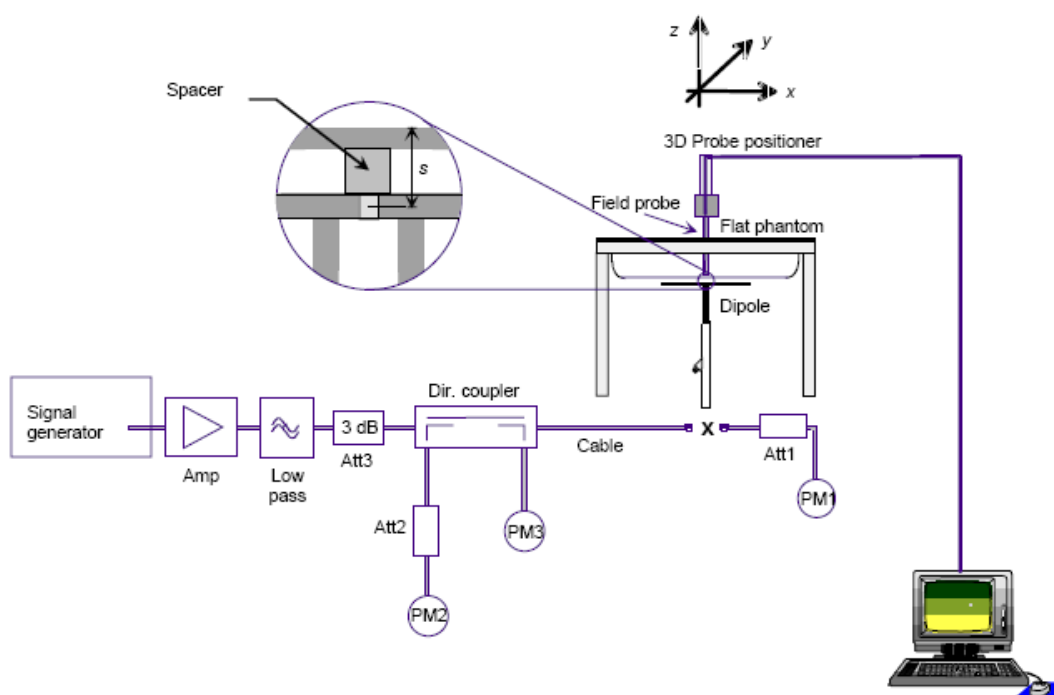 z
y
x
Spacer
3D Probe positioner
s
Field probe
Flat phantom
Dipole
Signal
generator
Amp
Low
pass
3 dB
Att3
Dir. coupler
Cable
X
Att1
PM1
Att2
PM3
PM2